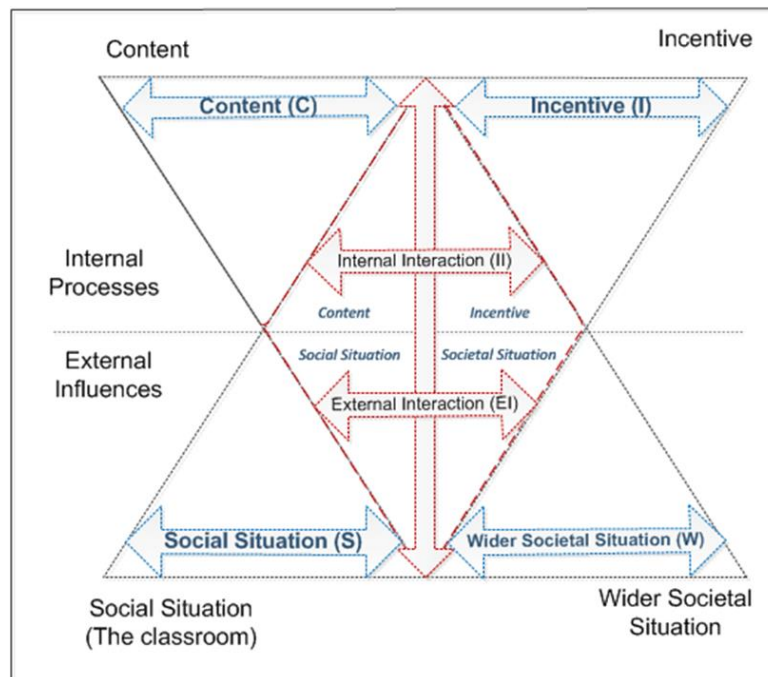 Content
Incentive
Content (C)
Incentive (I)
Internal
Processes
Internal Interaction (II)
Content
Incentive
External
Influences
Social Situation
Societal Situation
External Interaction (EI)
Social Situation (S)
Wider Societal Situation (W)
Social Situation
(The classroom)
Wider Societal
Situation